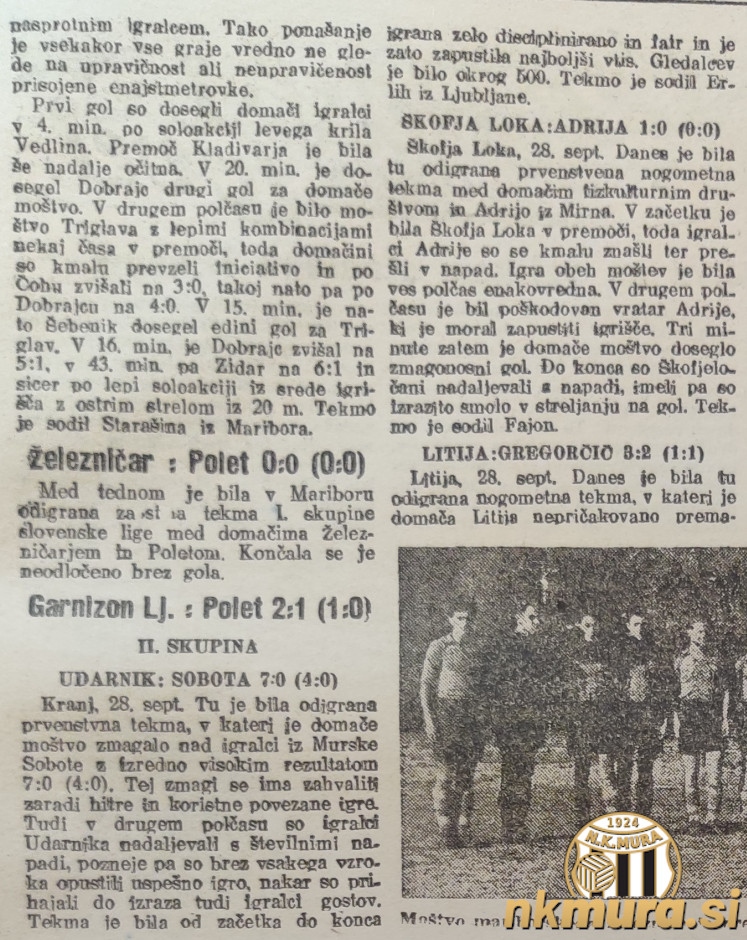 nasprotnim igralcem. Tako ponašanje
je vsekakor vse graje vredno ne gle-
de na upravičnost ali neupravičenost
prisojene enajstmetrovke.
Prvi gol so dosegli domači igralci
v 4. min. po soloakciji levega krila
Vedlina. Premoč Kladivarja je bila
še nadalje očitna. V 20. min. je do-
segel Dobrajc drugi gol za domače
moštvo. V drugem polčasu je bilo mo-
štvo Triglava z lepimi kombinacijami
nekaj časa v premoči, toda domačini
so kmalu prevzeli iniciativo in po
Čohu zvišali na 3:0, takoj nato pa po
Dobrajcu na 4:0. V 15. min. je na-
to Šebenik dosegel edini gol za Tri-
glav. V 16. min. je Dobrajc zvišal na
5:1, v 43. min. pa Zidar na 6:1 in
sicer po lepi soloakciji iz srede igri-
šča z ostrim strelom iz 20 m. Tekmo
je sodil Starašina iz Maribora.
Železničar : Polet 0:0 (0:0)
Med tednom je bila v Mariboru
odigrana tekma I. skupine
slovenske lige med domačima Želez-
ničarjem in Poletom. Končala se je
neodločeno brez gola.
Garnizon Lj. : Polet 2:1 (1:0)
II. SKUPINA
UDARNIK: SOBOTA 7:0 (4:0)
Kranj, 28. sept. Tu je bila odigrana
prvenstvna tekma, v kateri je domače
moštvo zmagalo nad igralci iz Murske
Sobote z izredno visokim rezultatom
7:0 (4:0). Tej zmagi se ima zahvaliti
zaradi hitre in koristne povezane igre.
Tudi v drugem polčasu so igralci
Udarnika nadaljevali s številnimi na-
padi, pozneje pa so brez vsakega vzro-
ka opustili uspešno igro, nakar so pri-
hajali do izraza tudi igralci gostov.
Tekma je bila od začetka do konca
igrana zelo disciplinirano in fair in je
zato zapustila najboljši vtis. Gledalcev
je bilo okrog 500. Tekmo je sodil Er-
lih iz Ljubljane.
ŠKOFJA LOKA:ADRIJA 1:0 (0:0)
Škofja Loka, 28. sept. Danes je bila
tu odigrana prvenstvena nogometna
tekma med domačim fizkulturnim dru-
štvom in Adrijo iz Mirna. V začetku je
bila Škofja Loka v premoči, toda igral-
ci Adrije so se kmalu znašli ter pre-
šli v napad. Igra obeh moštev je bila
ves polčas enakovredna. V drugem pol-
času je bil poškodovan vratar Adrije,
ki je moral zapustiti igrišče. Tri mi-
nute zatem je domače moštvo doseglo
zmagonosni gol. Do konca so Škofjelo-
čani nadaljevali z napadi, imeli pa so
izrazito smolo v streljanju na gol. Tek-
mo je sodil Fajon.
LITIJA:GREGORČIČ 3:2 (1:1)
Litija, 28. sept. Danes je bila tu
odigrana nogometna tekma, v kateri je
domača Litija nepričakovano prema-
1924
N.K. MURA
Moštvo
nkmura.si